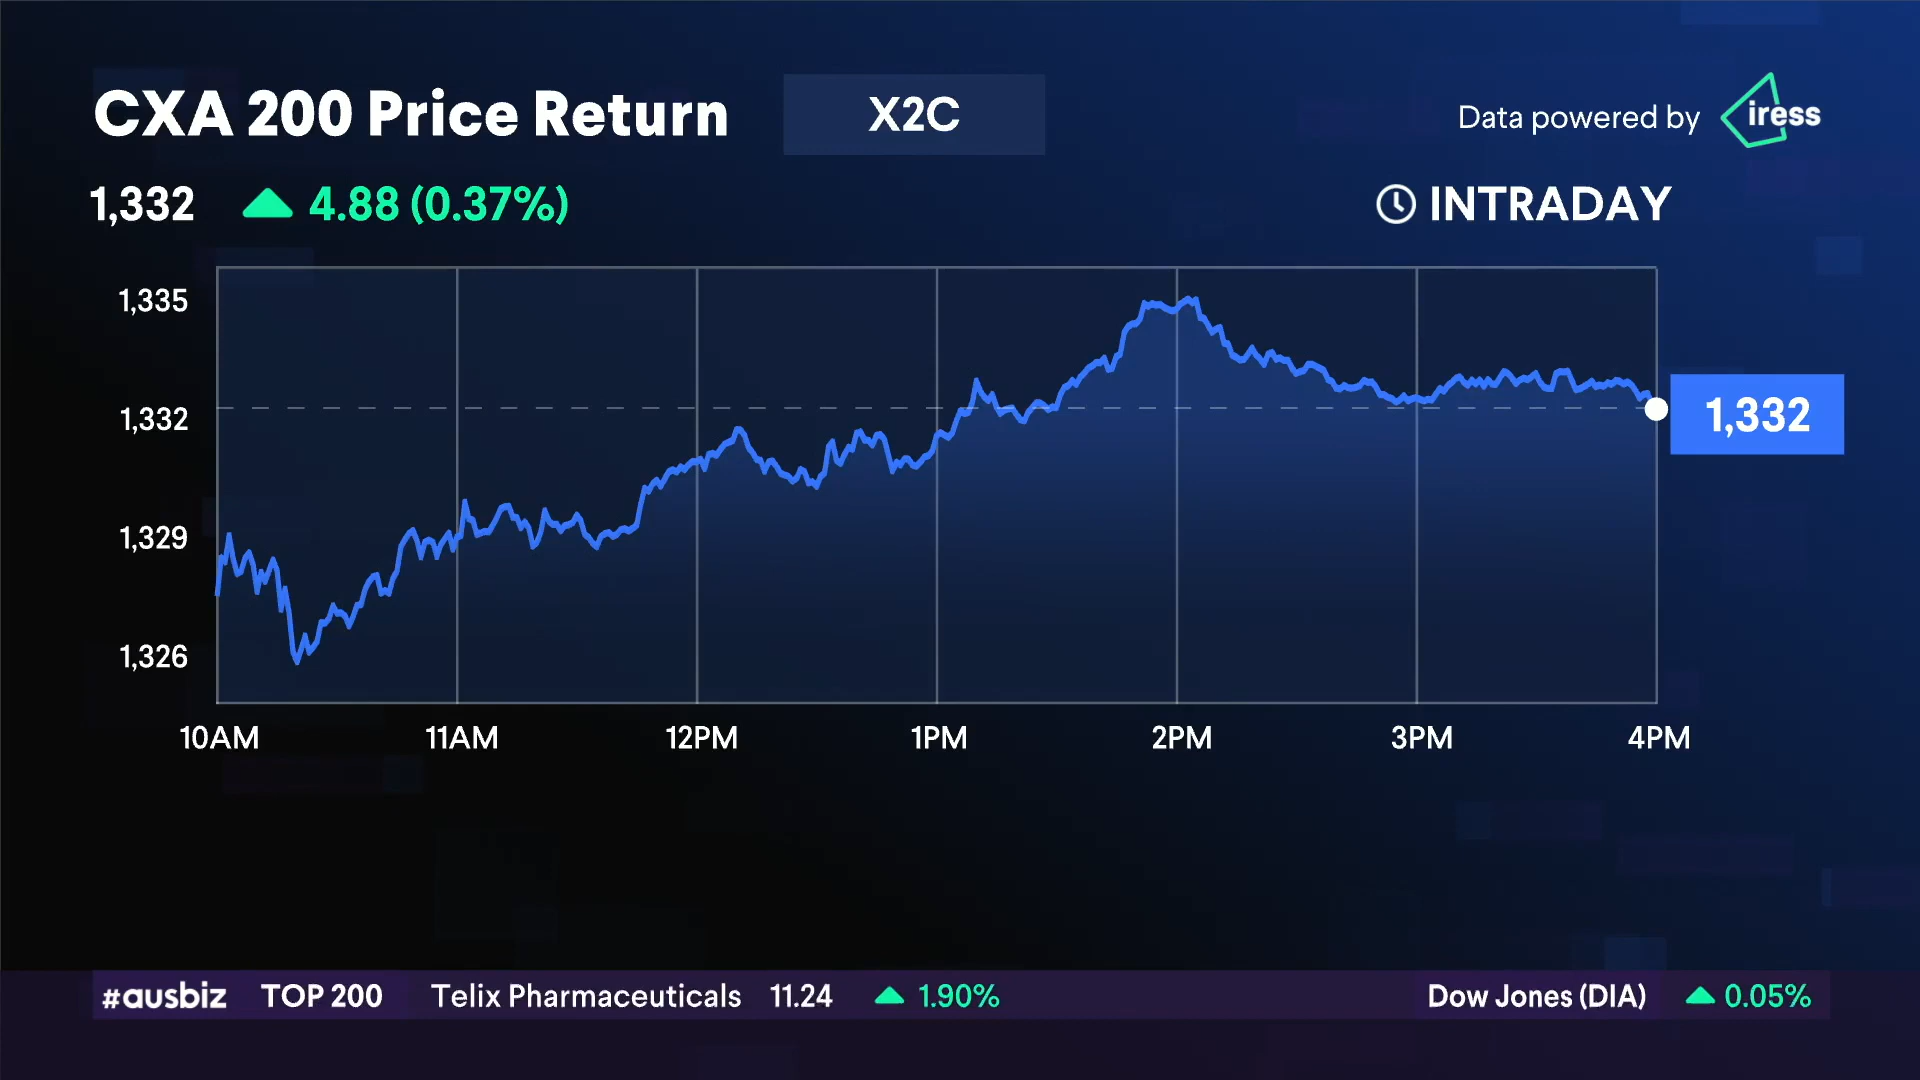 CXA 200 Price Return
X2C
Data powered by iress
1,332 4.88 (0.37%)
INTRADAY
1,335
1,332
1,329
1,326
1,332
10AM 11AM 12PM 1PM 2PM 3PM 4PM
#ausbiz TOP 200 Telix Pharmaceuticals 11.24 1.90% Dow Jones (DIA) 0.05%